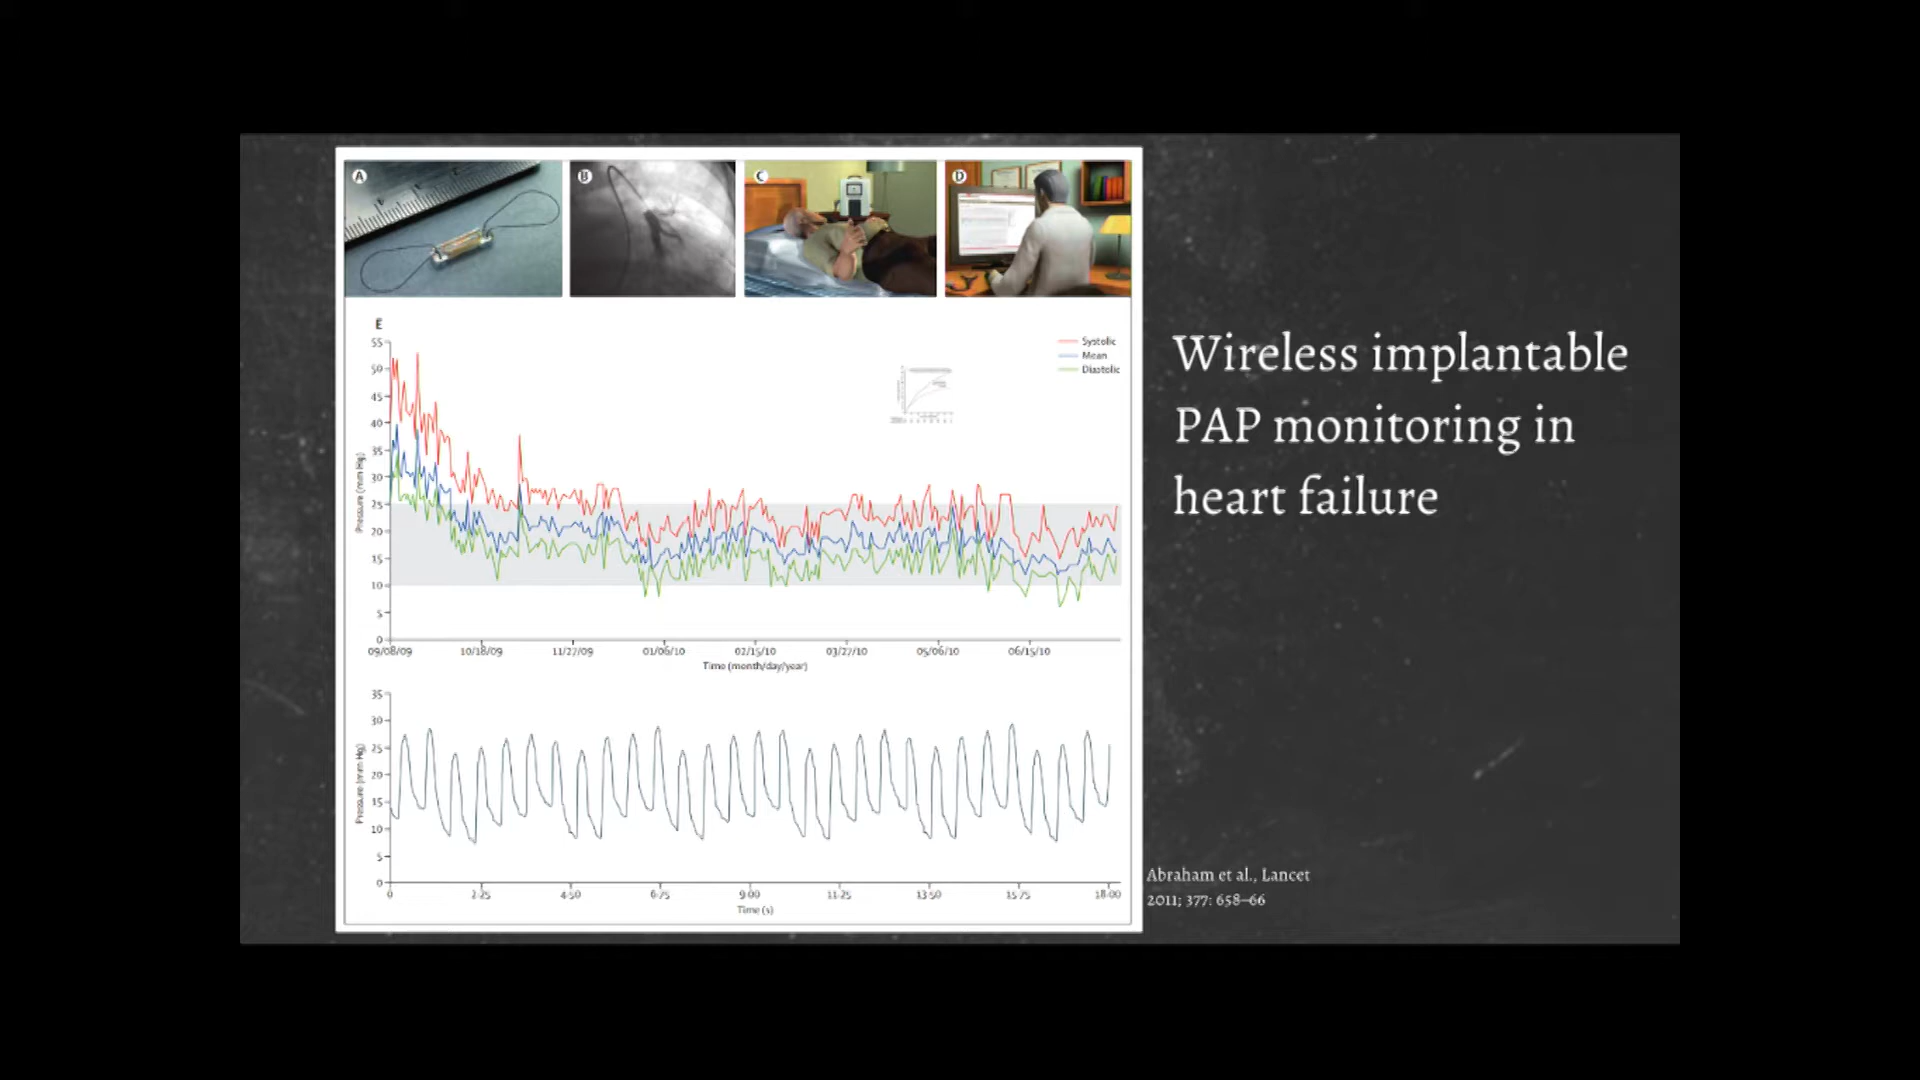 A
B
C
D
E
Systolic
Mean
Diastolic
55
50
45
40
35
30
25
20
15
10
5
0
Pressure (mm Hg)
09/08/09 10/18/09 11/27/09 01/06/10 02/15/10 03/27/10 05/06/10 06/15/10
Time (month/day/year)
35
30
25
20
15
10
5
0
Pressure (mm Hg)
0 2·25 4·50 6·75 9·00 11·25 13·50 15·75 18·00
Time (s)
Wireless implantable
PAP monitoring in
heart failure
Abraham et al., Lancet
2011; 377: 658–66